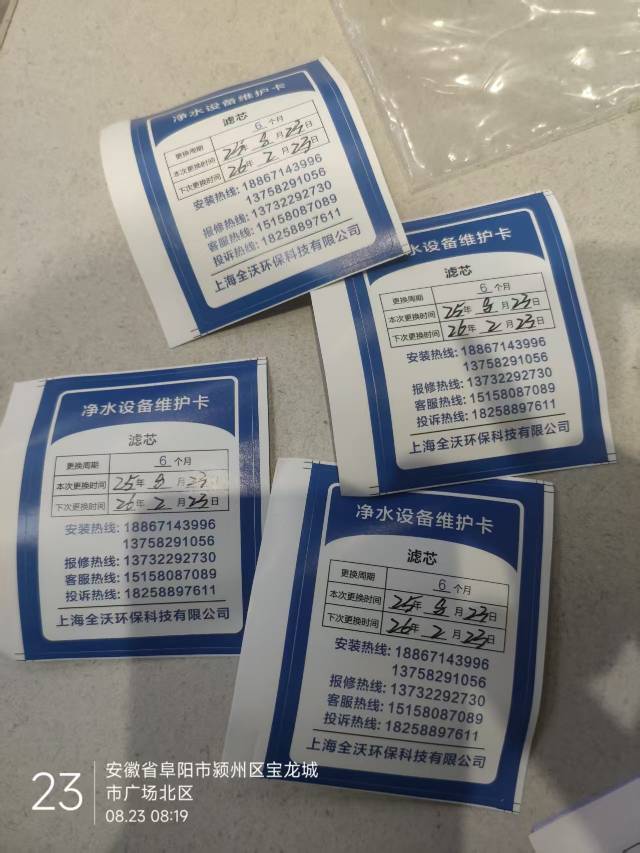 净水设备维护卡
滤芯
更换周期 6 个月
本次更换时间 25年 8月 23日
下次更换时间 26年 2月 23日
安装热线: 18867143996
13758291056
报修热线: 13732292730
客服热线: 15158087089
投诉热线: 18258897611
上海全沃环保科技有限公司
水设备维护卡
滤芯
更换周期 6 个月
本次更换时间 25年 8月 23日
下次更换时间 26年 2月 23日
安装热线: 18867143996
13758291056
报修热线: 13732292730
客服热线: 15158087089
投诉热线: 18258897611
上海全沃环保科技有限公司
净水设备维护卡
滤芯
更换周期 6 个月
本次更换时间 25年 8月 23日
下次更换时间 26年 2月 23日
安装热线: 18867143996
13758291056
报修热线: 13732292730
客服热线: 15158087089
投诉热线: 18258897611
上海全沃环保科技有限公司
净水设备维护卡
滤芯
更换周期 6 个月
本次更换时间 25年 8月 23日
下次更换时间 26年 2月 23日
安装热线: 18867143996
13758291056
报修热线: 13732292730
客服热线: 15158087089
投诉热线: 18258897611
上海全沃环保科技有限公司
23
安徽省阜阳市颍州区宝龙城
市广场北区
08.23 08:19